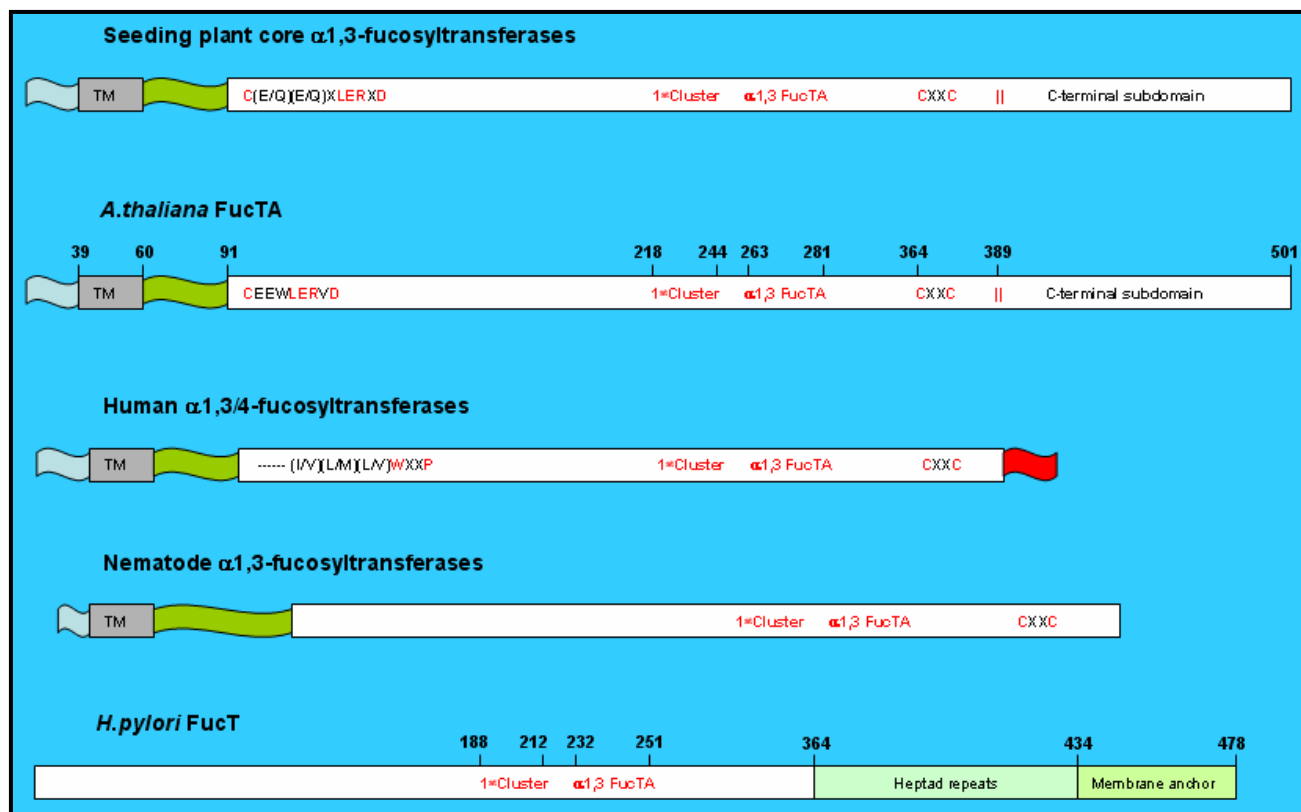 Seeding plant core α1,3-fucosyltransferases
TM C(E/Q)(E/Q)XLERXD 1stCluster α1,3 FucTA CXXC || C-terminal subdomain
A.thaliana FucTA
39 60 91 218 244 263 281 364 389 501
TM CEEWLERVD 1stCluster α1,3 FucTA CXXC || C-terminal subdomain
Human α1,3/4-fucosyltransferases
TM ------ (I/V)(L/M)(L/V)WXXP 1stCluster α1,3 FucTA CXXC
Nematode α1,3-fucosyltransferases
TM 1stCluster α1,3 FucTA CXXC
H.pylori FucT
188 212 232 251 364 434 478
1stCluster α1,3 FucTA Heptad repeats Membrane anchor